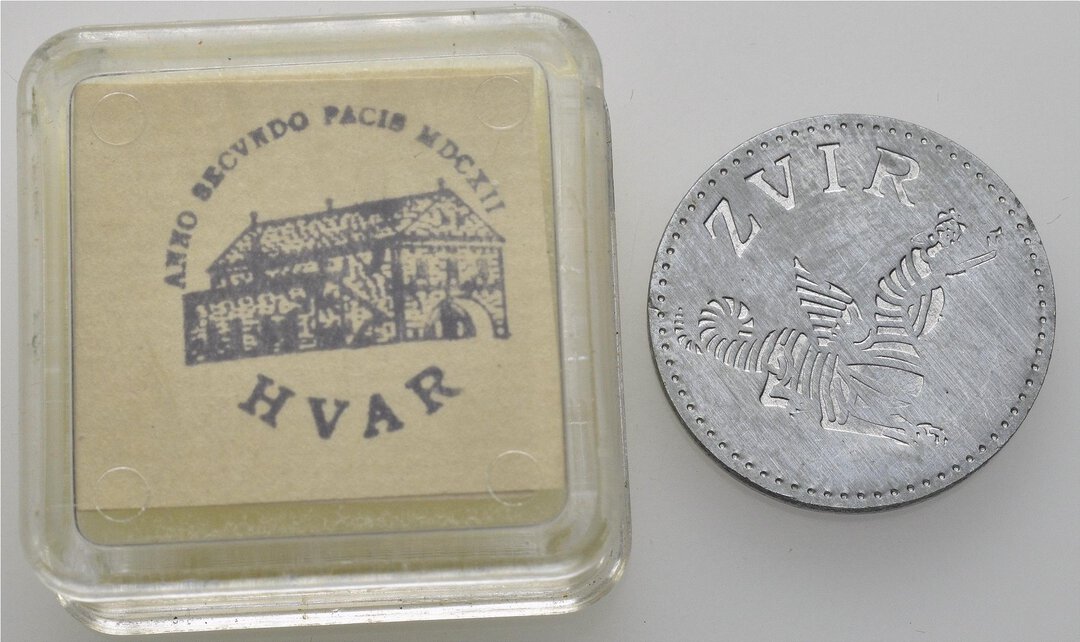 ANNO SECVNDO PACIS MDCXII
HVAR
ZVIR